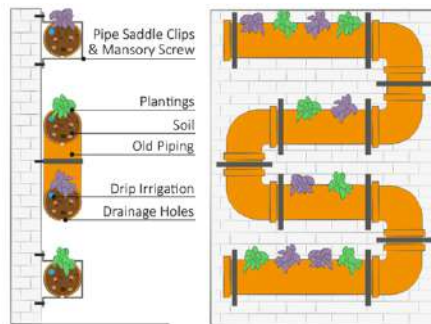 Pipe Saddle Clips
& Mansory Screw
Plantings
Soil
Old Piping
Drip Irrigation
Drainage Holes